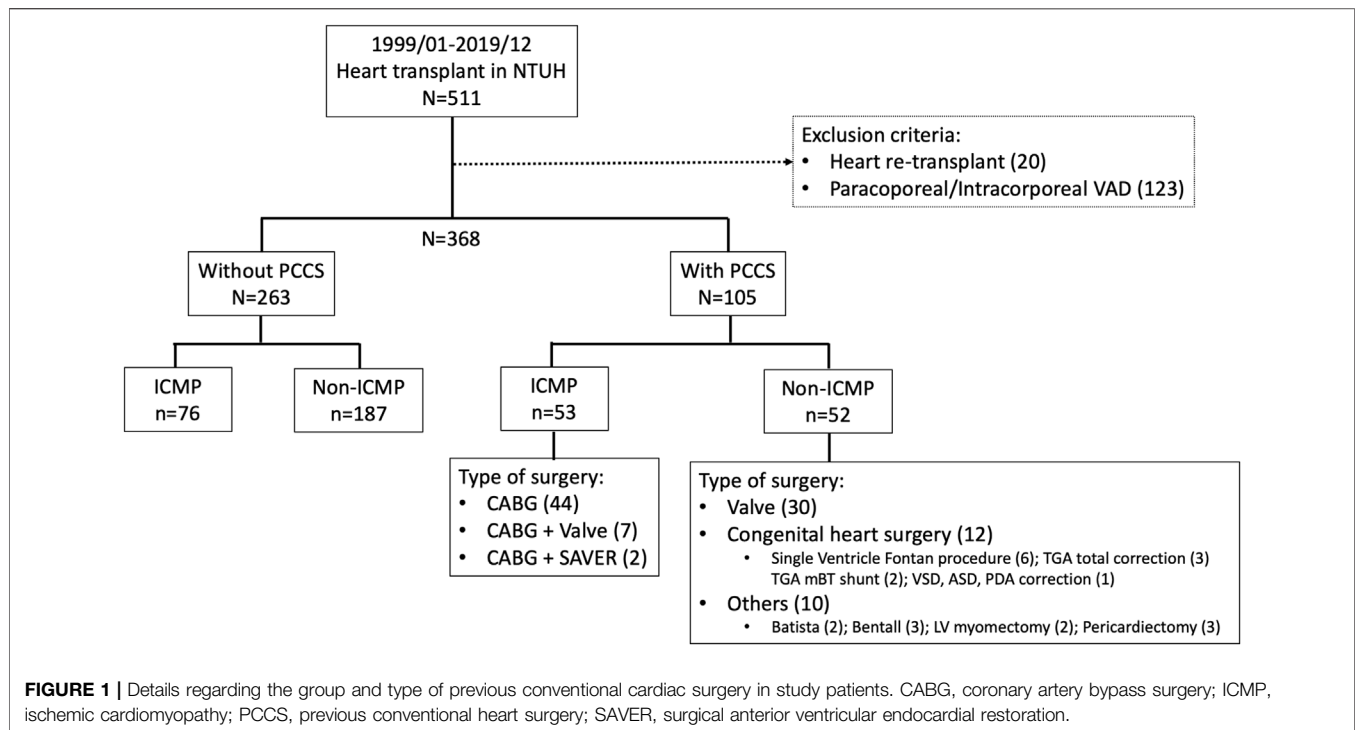 1999/01-2019/12
Heart transplant in NTUH
N=511
Exclusion criteria:
• Heart re-transplant (20)
• Paracoporeal/Intracorporeal VAD (123)
N=368
Without PCCS
N=263
With PCCS
N=105
ICMP
n=76
Non-ICMP
n=187
ICMP
n=53
Non-ICMP
n=52
Type of surgery:
• CABG (44)
• CABG + Valve (7)
• CABG + SAVER (2)
Type of surgery:
• Valve (30)
• Congenital heart surgery (12)
• Single Ventricle Fontan procedure (6); TGA total correction (3)
TGA mBT shunt (2); VSD, ASD, PDA correction (1)
• Others (10)
• Batista (2); Bentall (3); LV myomectomy (2); Pericardiectomy (3)
FIGURE 1 | Details regarding the group and type of previous conventional cardiac surgery in study patients. CABG, coronary artery bypass surgery; ICMP,
ischemic cardiomyopathy; PCCS, previous conventional heart surgery; SAVER, surgical anterior ventricular endocardial restoration.